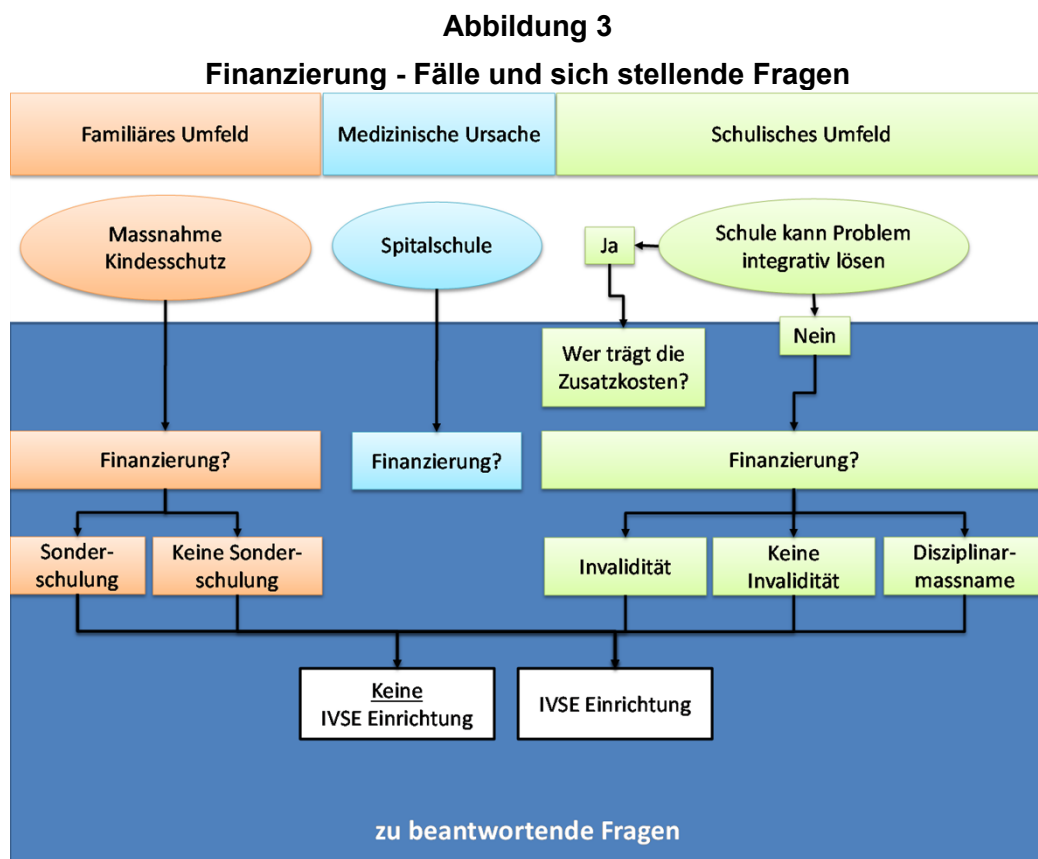 Abbildung 3
Finanzierung - Fälle und sich stellende Fragen
Familiäres Umfeld
Medizinische Ursache
Schulisches Umfeld
Massnahme
Kindesschutz
Spitalschule
Ja
Schule kann Problem
integrativ lösen
Nein
Wer trägt die
Zusatzkosten?
Finanzierung?
Finanzierung?
Finanzierung?
Sonder-
schulung
Keine Sonder-
schulung
Invalidität
Keine
Invalidität
Disziplinar-
massname
Keine
IVSE Einrichtung
IVSE Einrichtung
zu beantwortende Fragen